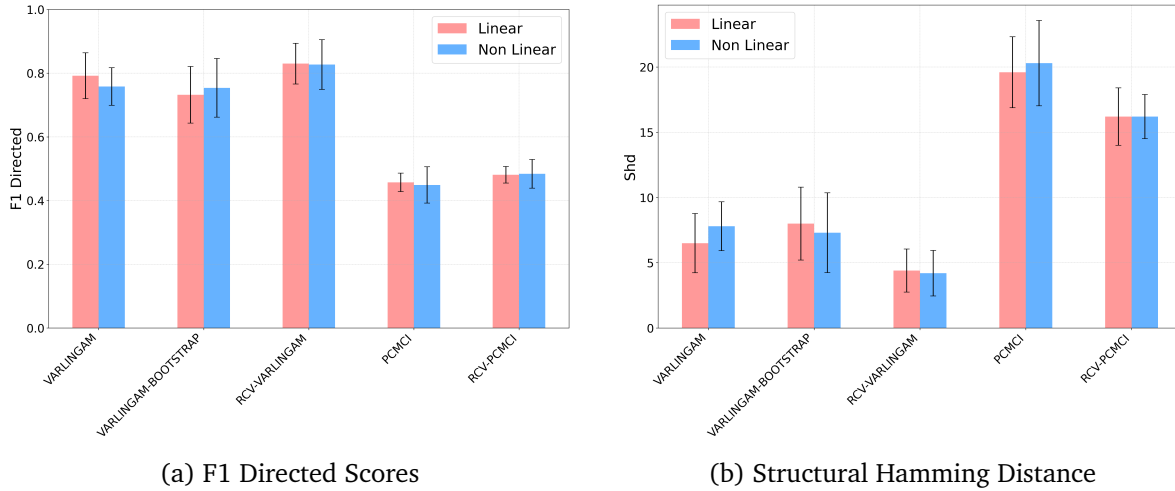 1.0
0.8
0.6
0.4
0.2
0.0
F1 Directed
Linear
Non Linear
VARLINGAM
VARLINGAM-BOOTSTRAP
RCV-VARLINGAM
PCMCI
RCV-PCMCI
(a) F1 Directed Scores
20
15
10
5
0
Shd
Linear
Non Linear
VARLINGAM
VARLINGAM-BOOTSTRAP
RCV-VARLINGAM
PCMCI
RCV-PCMCI
(b) Structural Hamming Distance